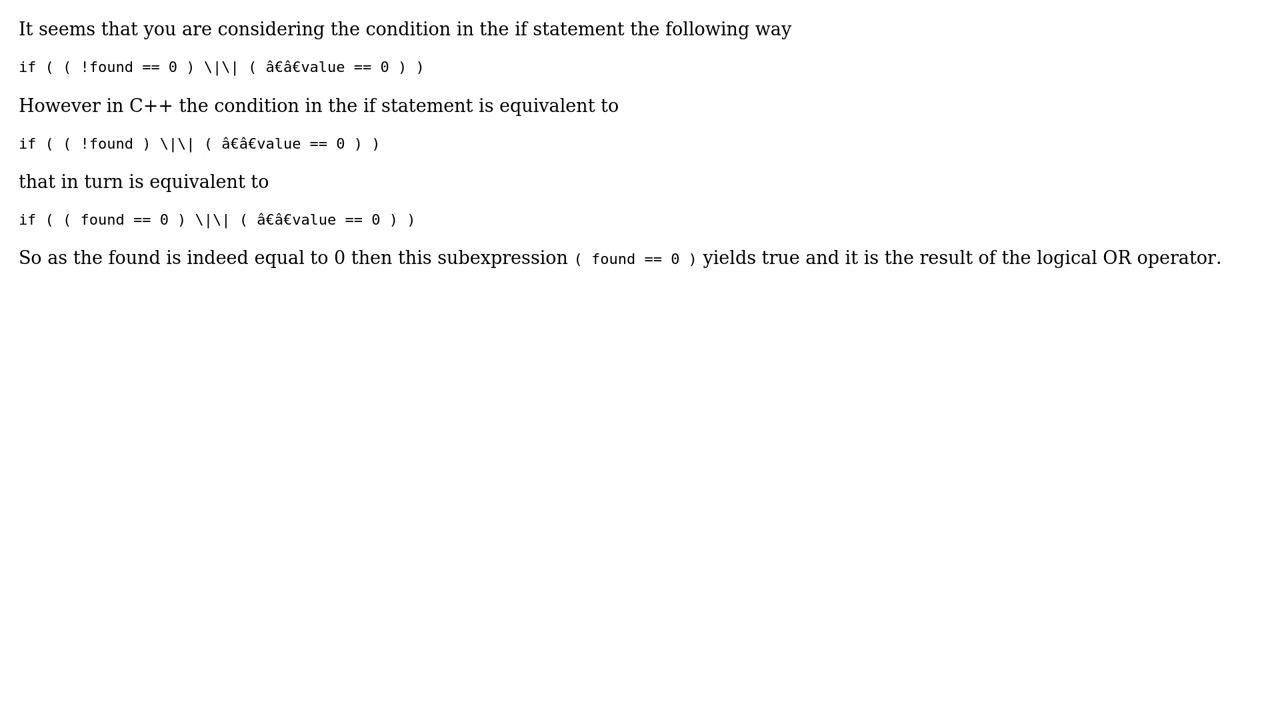 It seems that you are considering the condition in the if statement the following way
if ( ( !found == 0 ) \|\| ( â€â€value == 0 ) )
However in C++ the condition in the if statement is equivalent to
if ( ( !found ) \|\| ( â€â€value == 0 ) )
that in turn is equivalent to
if ( ( found == 0 ) \|\| ( â€â€value == 0 ) )
So as the found is indeed equal to 0 then this subexpression ( found == 0 ) yields true and it is the result of the logical OR operator.